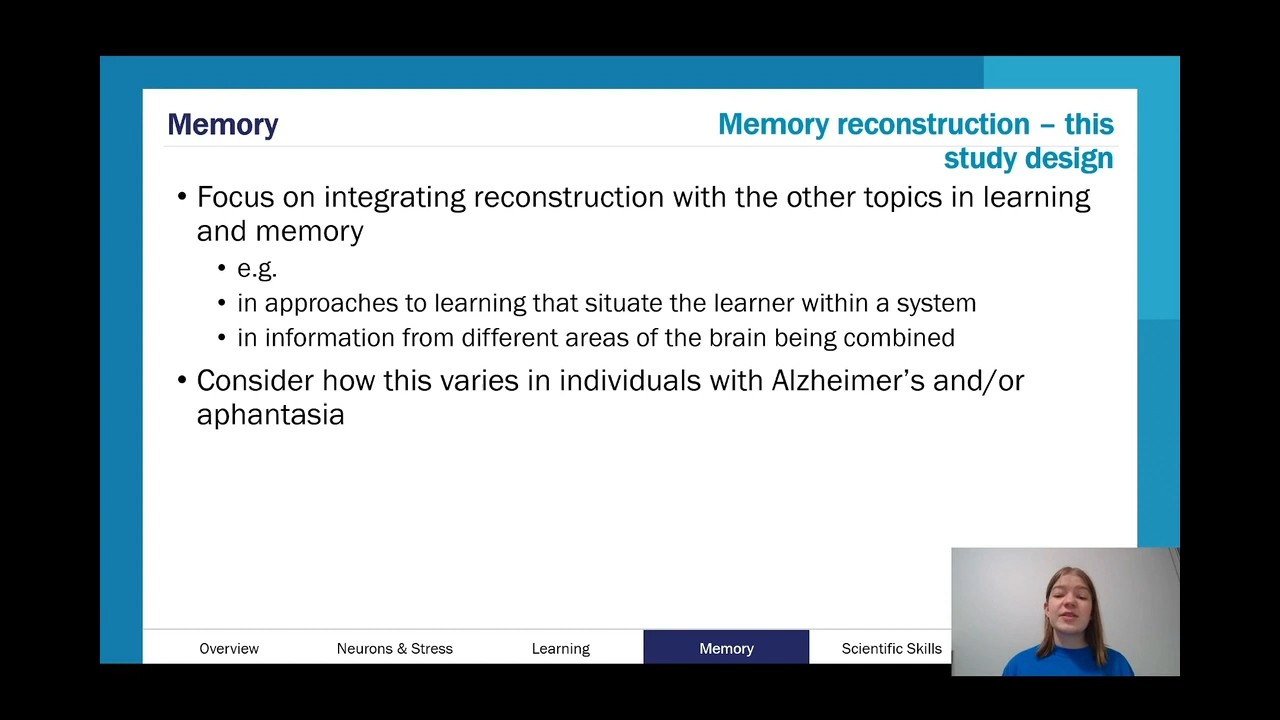 Memory
Memory reconstruction – this
study design
• Focus on integrating reconstruction with the other topics in learning
and memory
• e.g.
• in approaches to learning that situate the learner within a system
• in information from different areas of the brain being combined
• Consider how this varies in individuals with Alzheimer’s and/or
aphantasia
Overview
Neurons & Stress
Learning
Memory
Scientific Skills